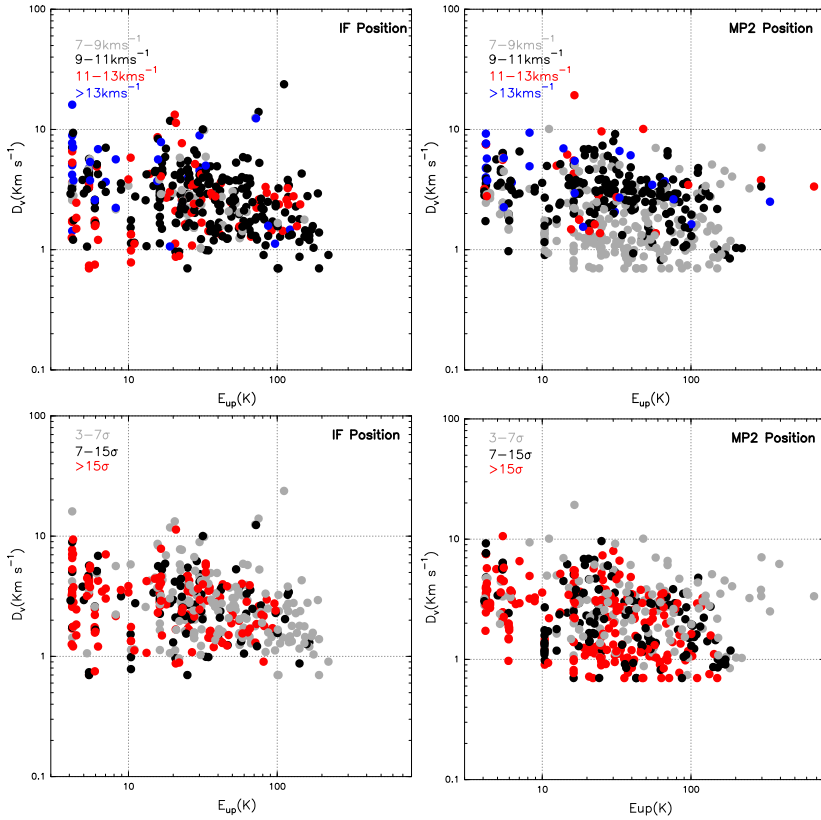 IF Position
7−9kms−1
9−11kms−1
11−13kms−1
>13kms−1
100
10
1
0.1
Dv(Km s−1)
10
100
Eup(K)
MP2 Position
7−9kms−1
9−11kms−1
11−13kms−1
>13kms−1
100
10
1
0.1
Dv(Km s−1)
10
100
Eup(K)
IF Position
3−7σ
7−15σ
>15σ
100
10
1
0.1
Dv(Km s−1)
10
100
Eup(K)
MP2 Position
3−7σ
7−15σ
>15σ
100
10
1
0.1
Dv(Km s−1)
10
100
Eup(K)